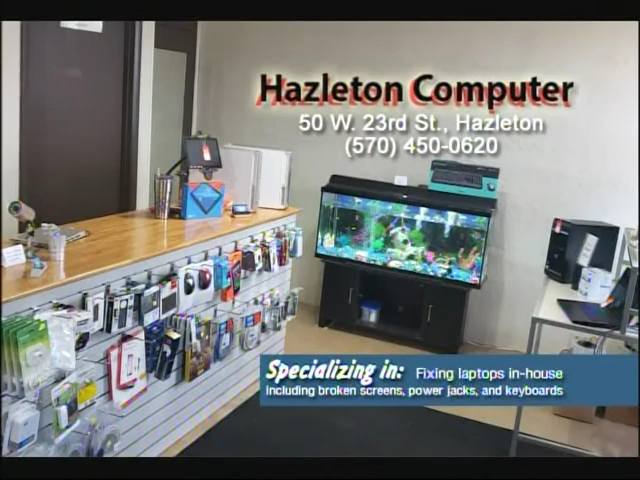 Hazleton Computer
50 W. 23rd St., Hazleton
(570) 450-0620
Specializing in: Fixing laptops in-house
including broken screens, power jacks, and keyboards